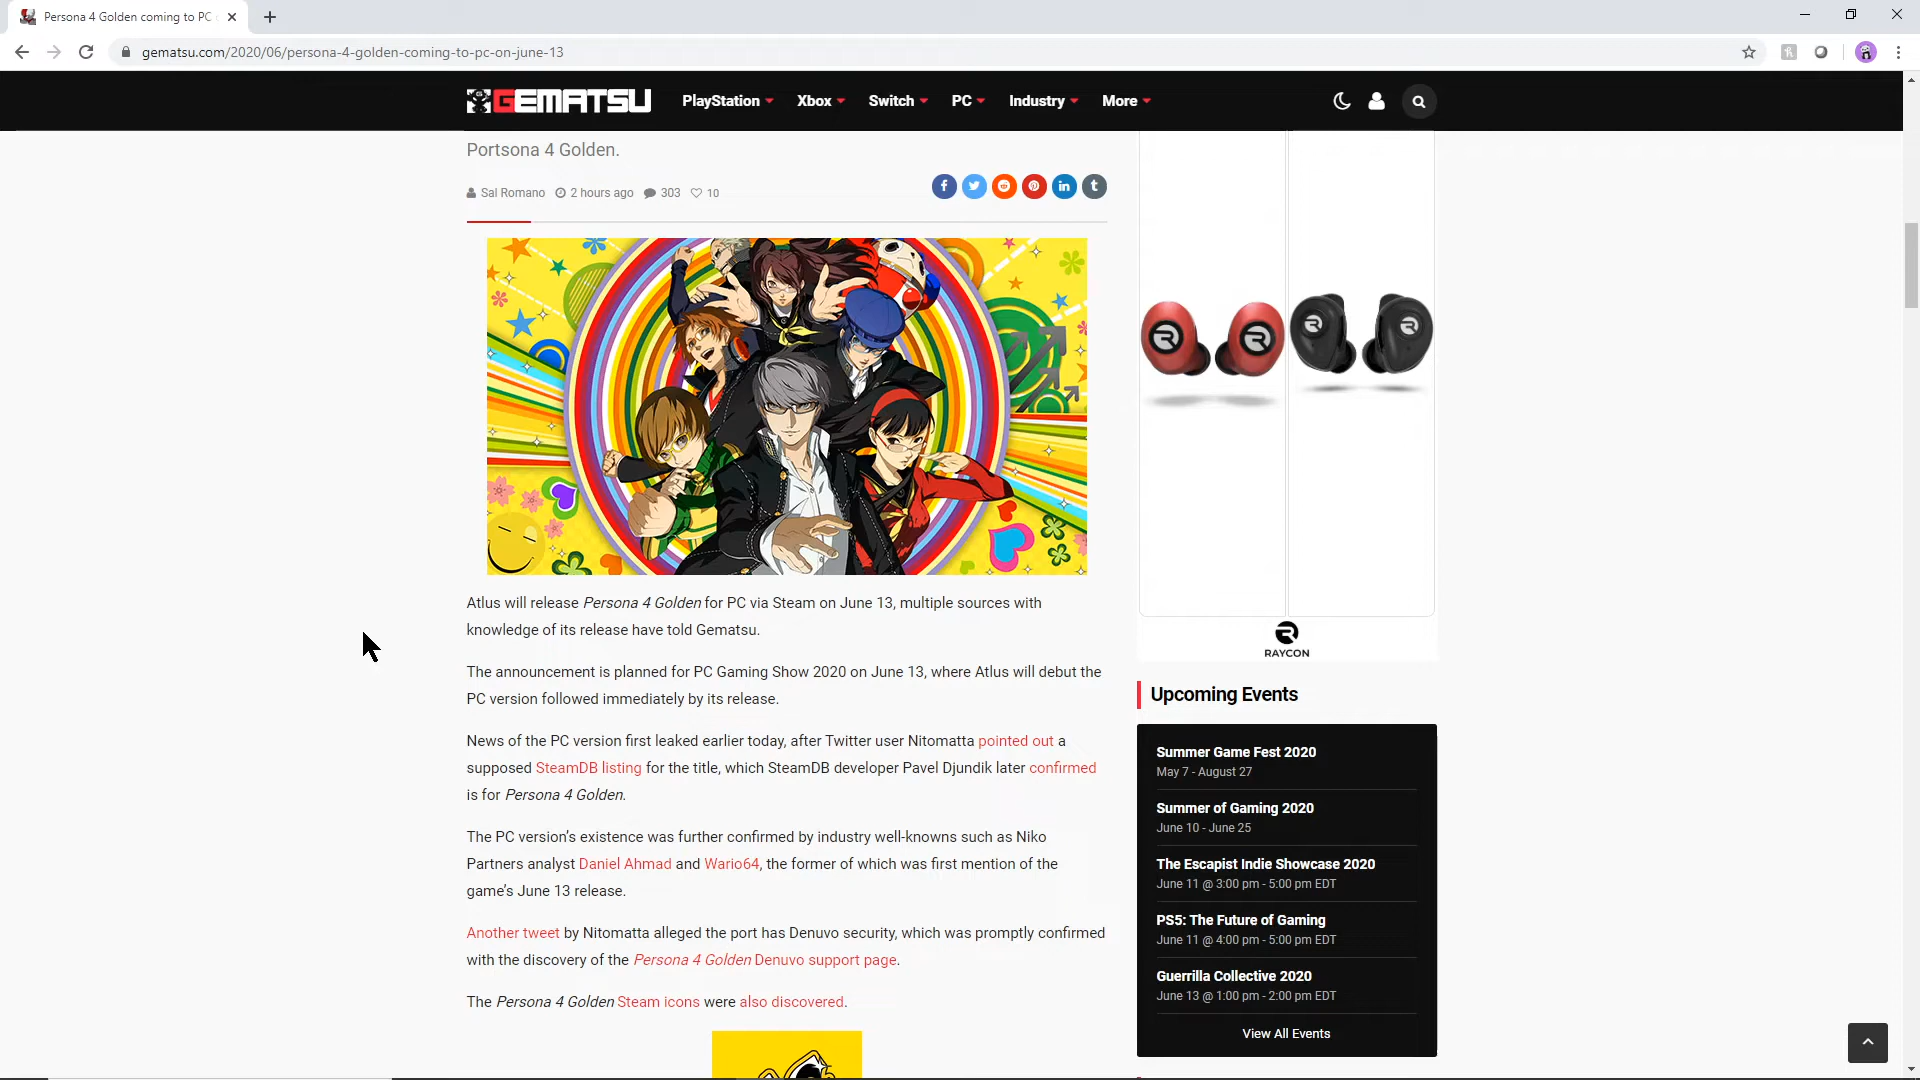 Persona 4 Golden coming to PC
gematsu.com/2020/06/persona-4-golden-coming-to-pc-on-june-13
GEMATSU
PlayStation
Xbox
Switch
PC
Industry
More
Portsona 4 Golden.
Sal Romano
2 hours ago
303
10
Atlus will release Persona 4 Golden for PC via Steam on June 13, multiple sources with
knowledge of its release have told Gematsu.
The announcement is planned for PC Gaming Show 2020 on June 13, where Atlus will debut the
PC version followed immediately by its release.
News of the PC version first leaked earlier today, after Twitter user Nitomatta pointed out a
supposed SteamDB listing for the title, which SteamDB developer Pavel Djundik later confirmed
is for Persona 4 Golden.
The PC version’s existence was further confirmed by industry well-knowns such as Niko
Partners analyst Daniel Ahmad and Wario64, the former of which was first mention of the
game’s June 13 release.
Another tweet by Nitomatta alleged the port has Denuvo security, which was promptly confirmed
with the discovery of the Persona 4 Golden Denuvo support page.
The Persona 4 Golden Steam icons were also discovered.
RAYCON
Upcoming Events
Summer Game Fest 2020
May 7 - August 27
Summer of Gaming 2020
June 10 - June 25
The Escapist Indie Showcase 2020
June 11 @ 3:00 pm - 5:00 pm EDT
PS5: The Future of Gaming
June 11 @ 4:00 pm - 5:00 pm EDT
Guerrilla Collective 2020
June 13 @ 1:00 pm - 2:00 pm EDT
View All Events